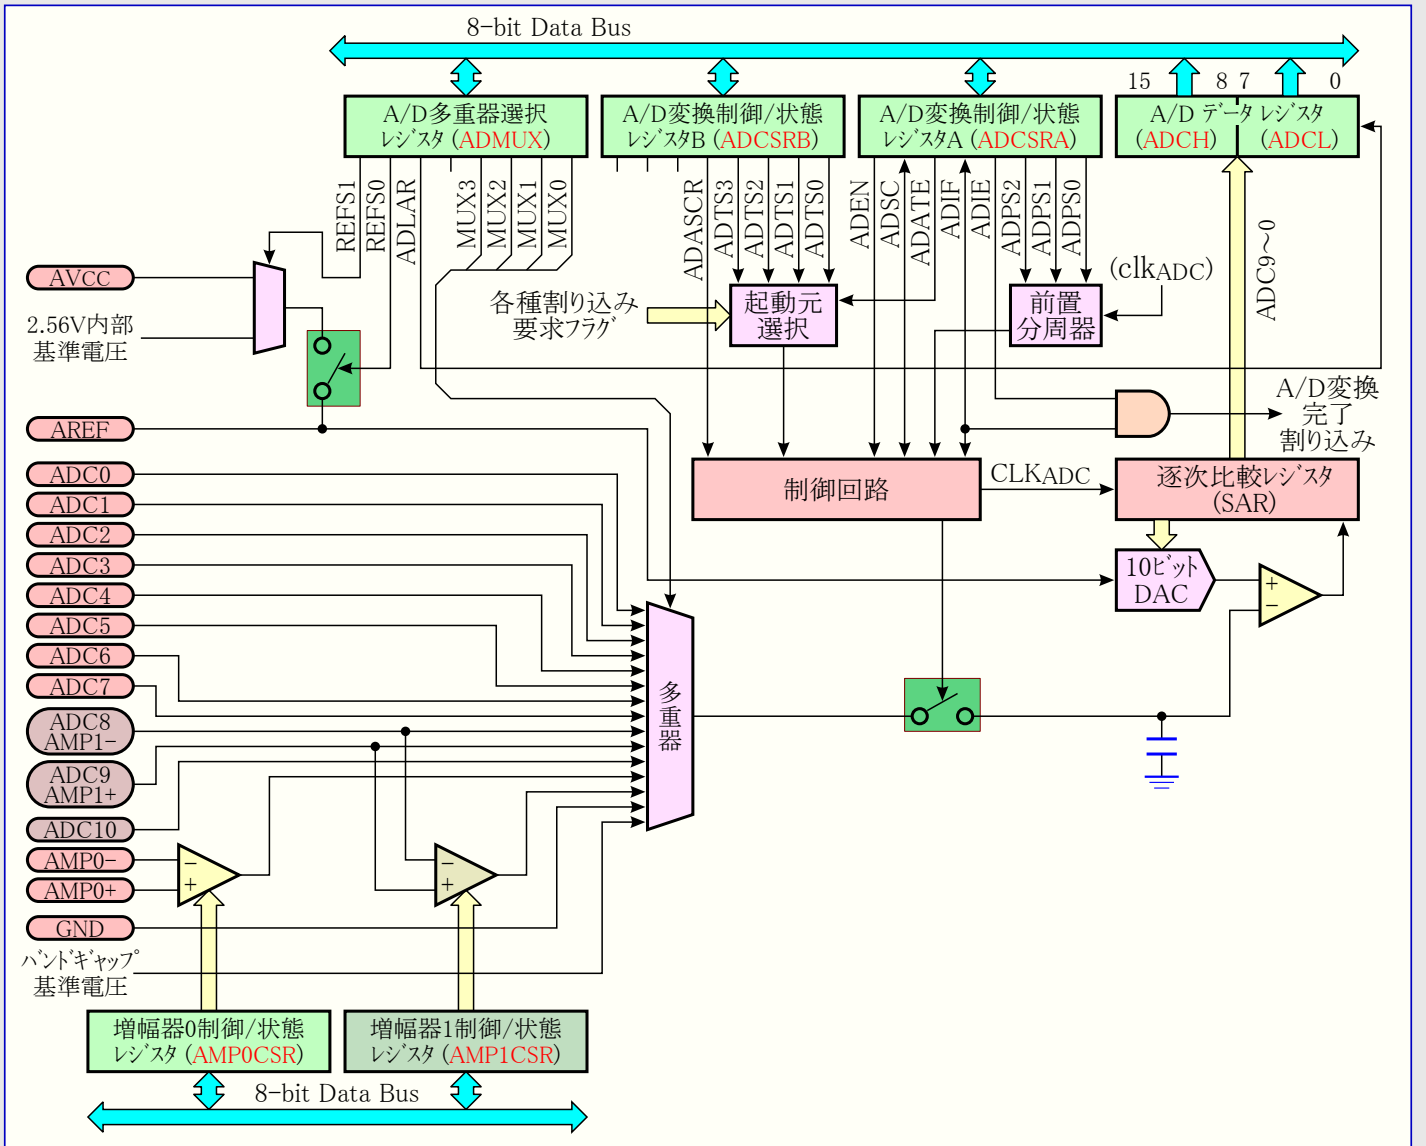 8-bit Data Bus
15 8 7 0
A/D多重器選択
レジスタ (ADMUX)
A/D変換制御/状態
レジスタB (ADCSRB)
A/D変換制御/状態
レジスタA (ADCSRA)
A/D データ レジスタ
(ADCH) (ADCL)
REFS1
REFS0
ADLAR
MUX3
MUX2
MUX1
MUX0
ADASCR
ADTS3
ADTS2
ADTS1
ADTS0
ADEN
ADSC
ADATE
ADIF
ADIE
ADPS2
ADPS1
ADPS0
ADC9～0
AVCC
2.56V内部
基準電圧
各種割り込み
要求フラグ
起動元
選択
前置
分周器
(clkADC)
A/D変換
完了
割り込み
AREF
ADC0
ADC1
ADC2
ADC3
ADC4
ADC5
ADC6
ADC7
ADC8
AMP1-
ADC9
AMP1+
ADC10
AMP0-
AMP0+
GND
バンドギャップ
基準電圧
制御回路
CLKADC
逐次比較レジスタ
(SAR)
10ビット
DAC
+
-
多重器
-
+
-
+
増幅器0制御/状態
レジスタ (AMP0CSR)
増幅器1制御/状態
レジスタ (AMP1CSR)
8-bit Data Bus